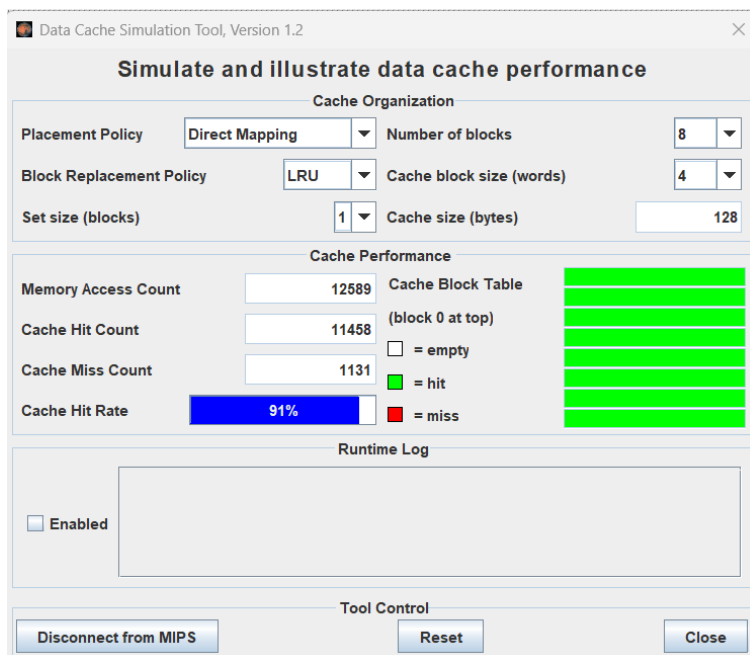 Data Cache Simulation Tool, Version 1.2
Simulate and illustrate data cache performance
Cache Organization
Placement Policy Direct Mapping Number of blocks 8
Block Replacement Policy LRU Cache block size (words) 4
Set size (blocks) 1 Cache size (bytes) 128
Cache Performance
Memory Access Count 12589 Cache Block Table
(block 0 at top)
Cache Hit Count 11458
= empty
Cache Miss Count 1131
= hit
Cache Hit Rate 91%
= miss
Runtime Log
Enabled
Tool Control
Disconnect from MIPS Reset Close